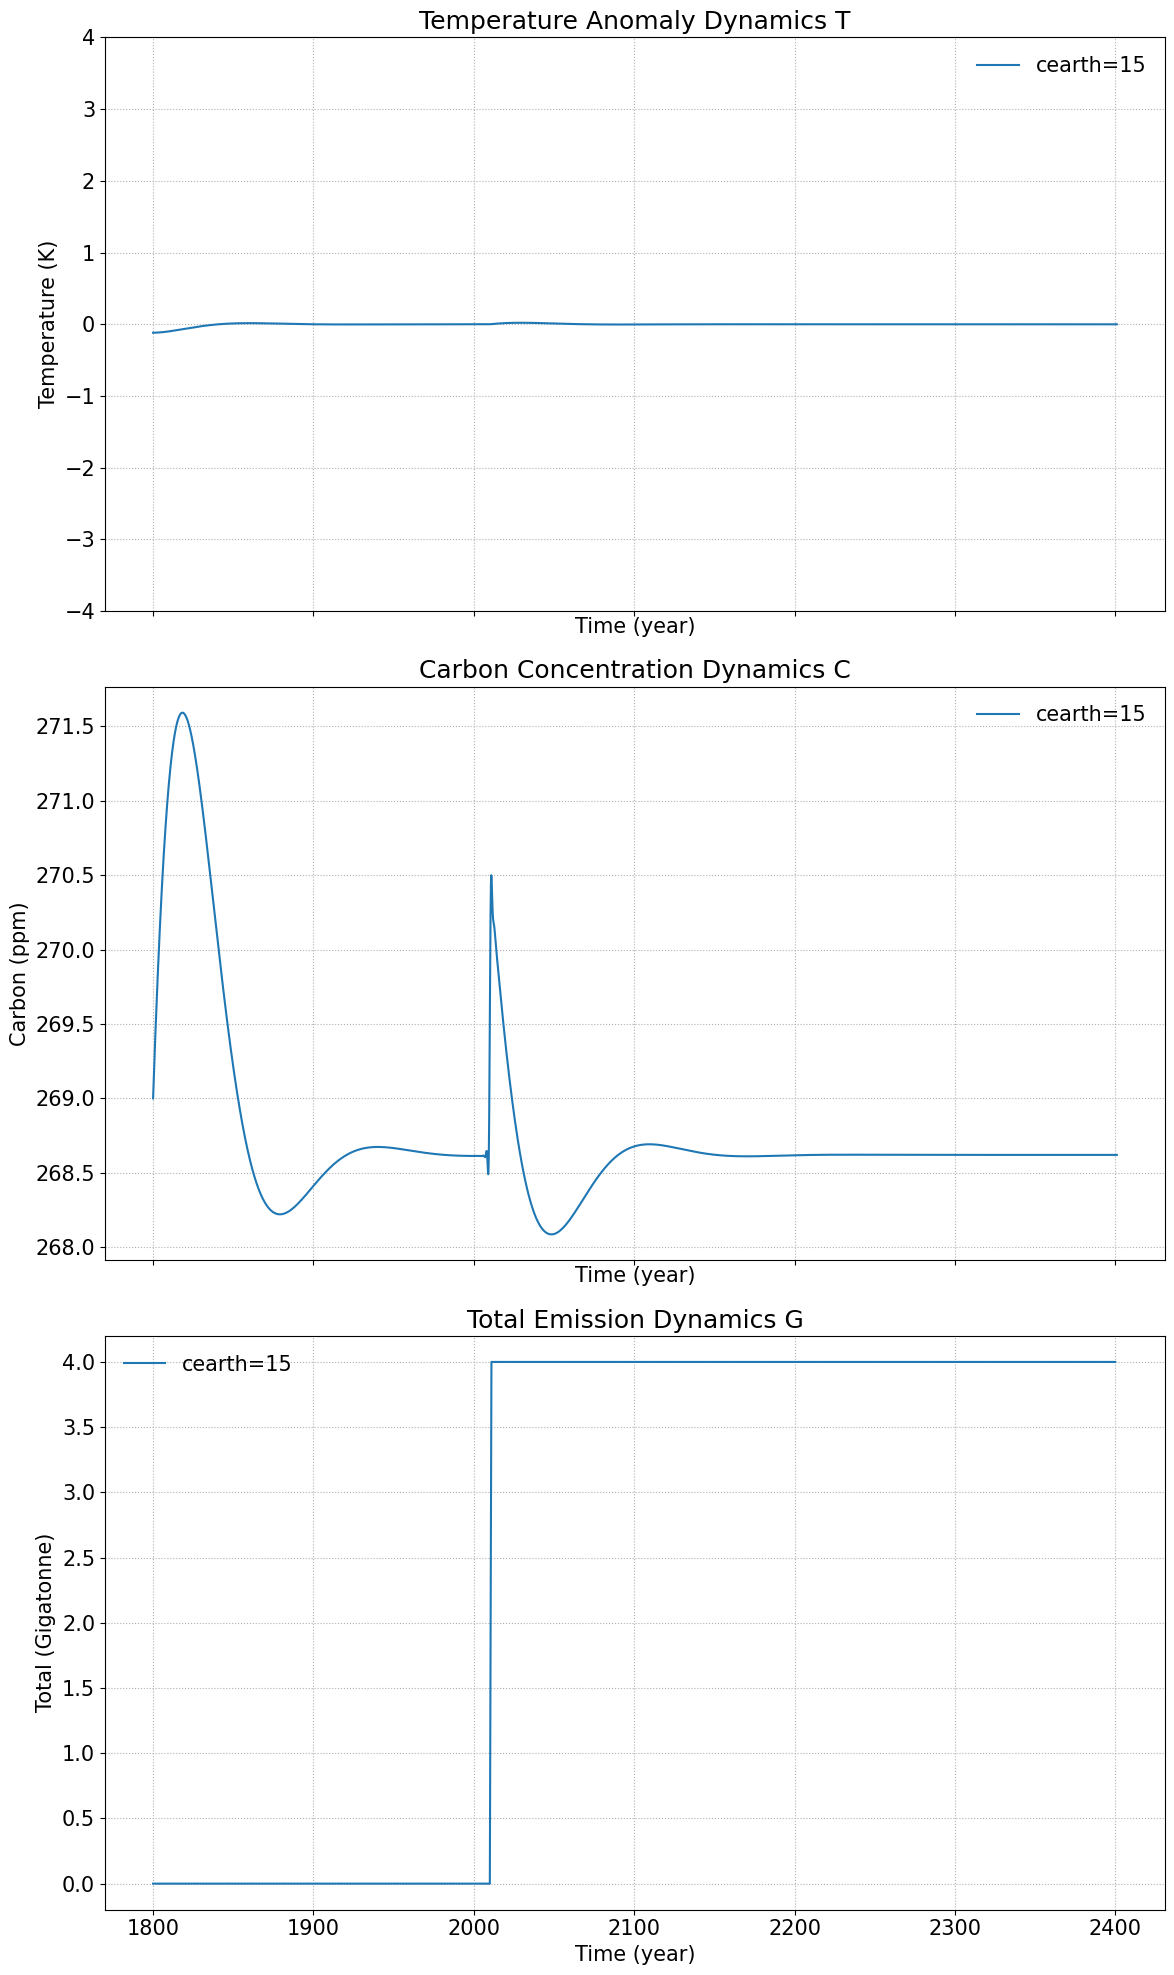 Temperature Anomaly Dynamics T
cearth=15
4
3
2
1
0
−1
−2
−3
−4
Temperature (K)
Time (year)
Carbon Concentration Dynamics C
cearth=15
271.5
271.0
270.5
270.0
269.5
269.0
268.5
268.0
Carbon (ppm)
Time (year)
Total Emission Dynamics G
cearth=15
4.0
3.5
3.0
2.5
2.0
1.5
1.0
0.5
0.0
Total (Gigatonne)
1800 1900 2000 2100 2200 2300 2400
Time (year)